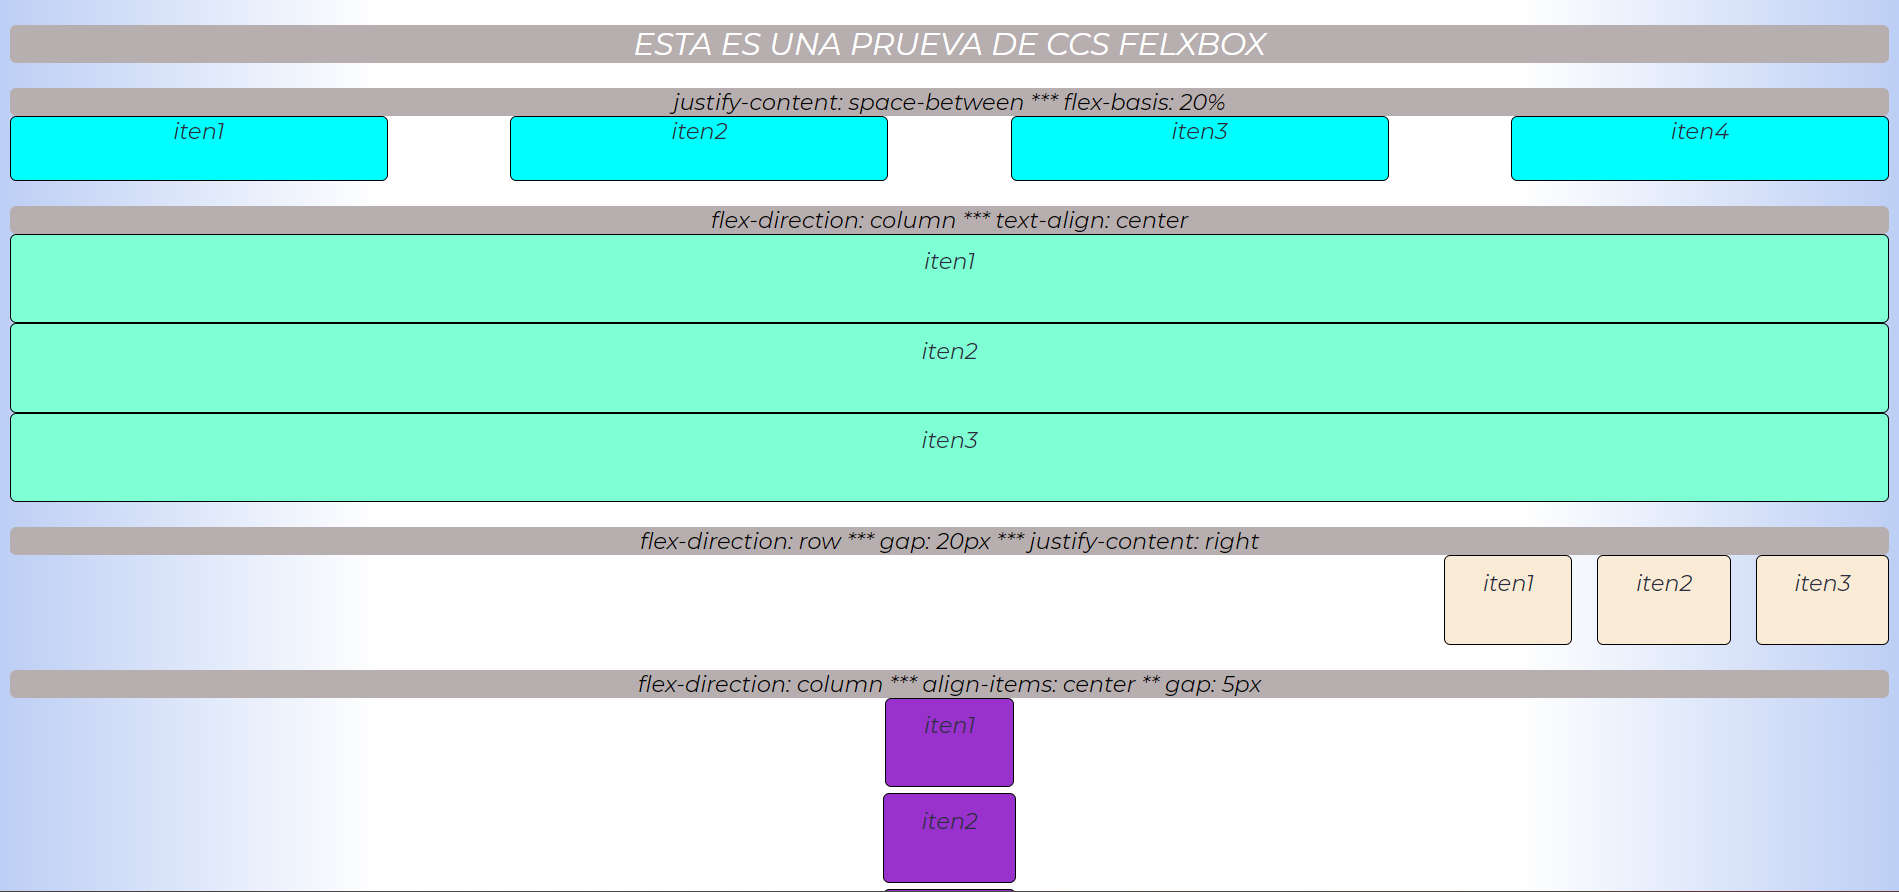 ESTA ES UNA PRUEVA DE CCS FELXBOX
justify-content: space-between *** flex-basis: 20%
iten1 iten2 iten3 iten4
flex-direction: column *** text-align: center
iten1
iten2
iten3
flex-direction: row *** gap: 20px *** justify-content: right
iten1 iten2 iten3
flex-direction: column *** align-items: center ** gap: 5px
iten1
iten2